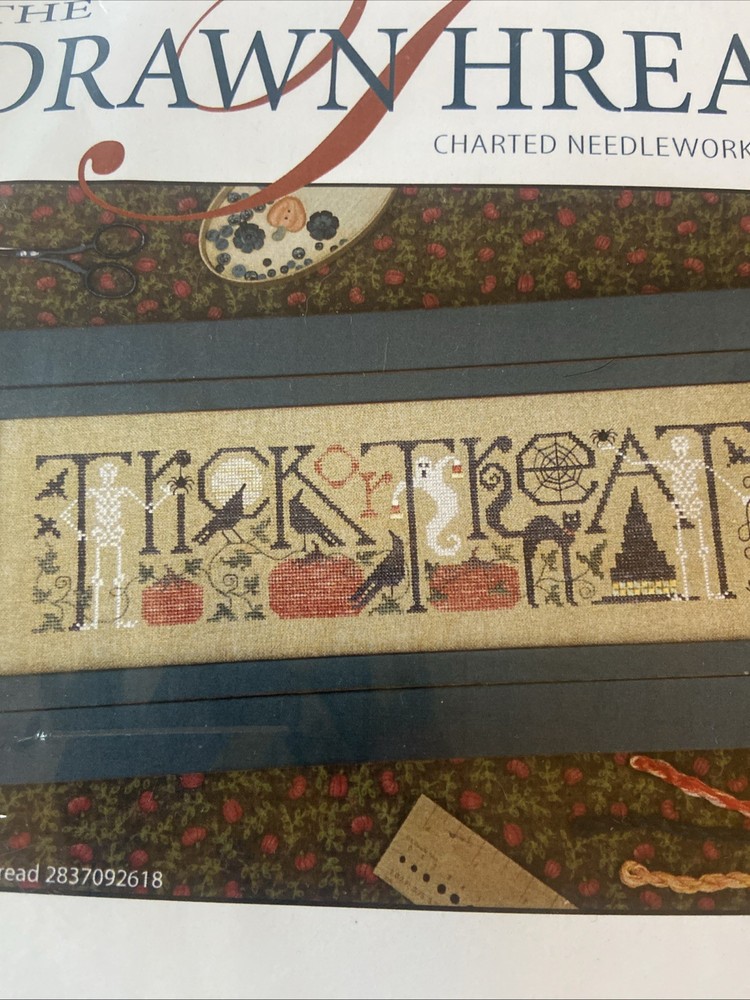 THE
DRAWN THREA
CHARTED NEEDLEWORK
Trick or Treat
read 2837092618